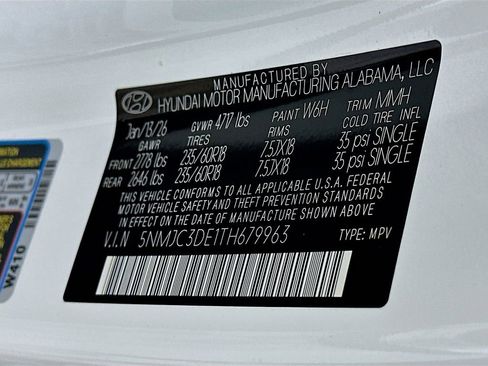 MANUFACTURED BY
HYUNDAI MOTOR MANUFACTURING ALABAMA, LLC
Jan/13/26 GVWR 4717 lbs PAINT W6H TRIM MMH
GAWR TIRES RIMS COLD TIRE INFL
FRONT 2778 lbs 235/60R18 7.5JX18 35 psi SINGLE
REAR 2646 lbs 235/60R18 7.5JX18 35 psi SINGLE
THIS VEHICLE CONFORMS TO ALL APPLICABLE U.S.A. FEDERAL
MOTOR VEHICLE SAFETY AND THEFT PREVENTION STANDARDS
IN EFFECT ON THE DATE OF MANUFACTURE SHOWN ABOVE.
V.I.N 5NMJC3DE1TH679963 TYPE: MPV
W410